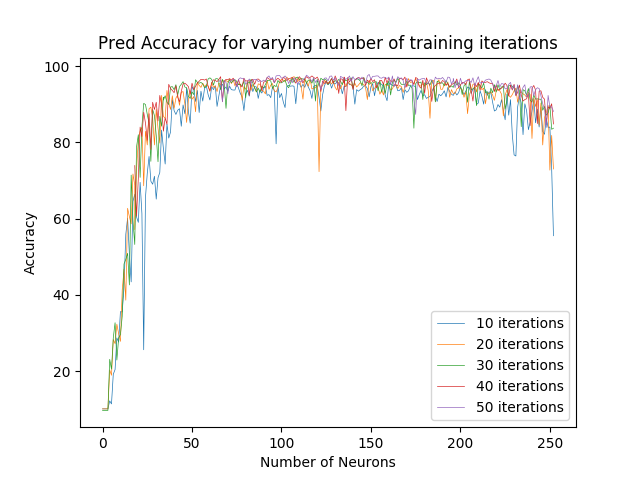 Pred Accuracy for varying number of training iterations
100
80
60
40
20
Accuracy
0
50
100
150
200
250
Number of Neurons
10 iterations
20 iterations
30 iterations
40 iterations
50 iterations